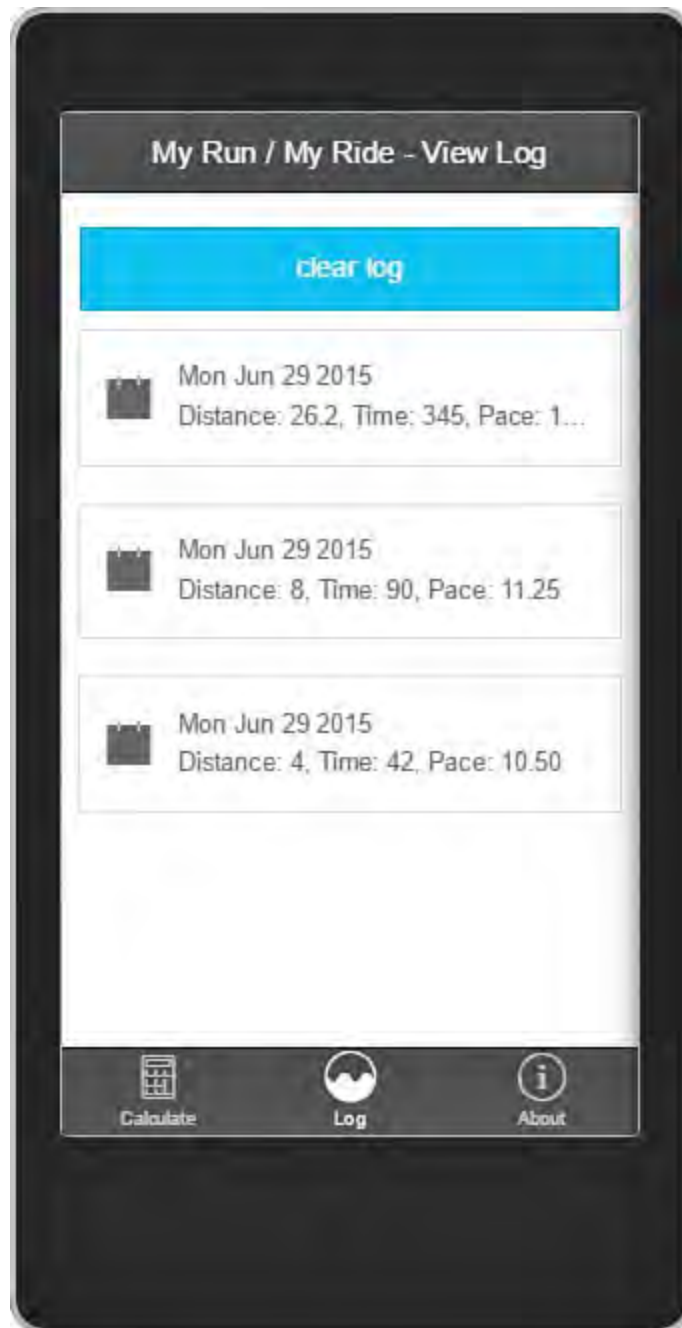 My Run / My Ride - View Log
clear log
Mon Jun 29 2015
Distance: 26.2, Time: 345, Pace: 1...
Mon Jun 29 2015
Distance: 8, Time: 90, Pace: 11.25
Mon Jun 29 2015
Distance: 4, Time: 42, Pace: 10.50
Calculate Log About